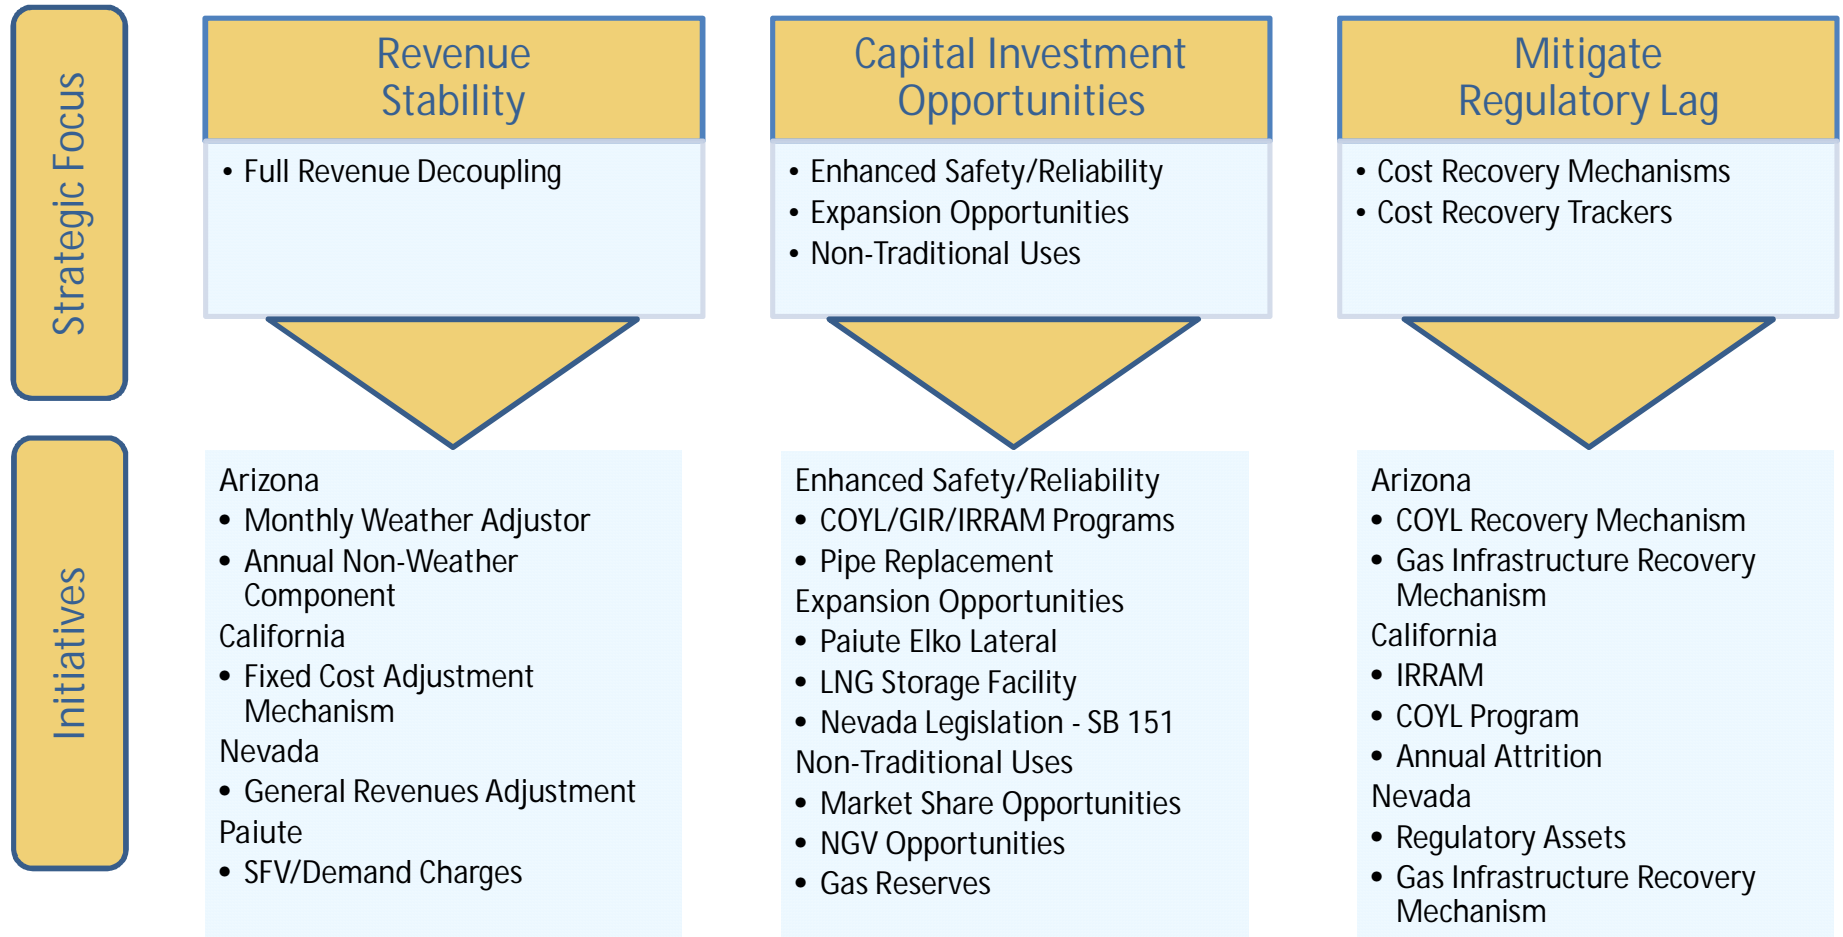 Strategic Focus
Revenue
Stability
• Full Revenue Decoupling
Capital Investment
Opportunities
• Enhanced Safety/Reliability
• Expansion Opportunities
• Non-Traditional Uses
Mitigate
Regulatory Lag
• Cost Recovery Mechanisms
• Cost Recovery Trackers
Initiatives
Arizona
• Monthly Weather Adjustor
• Annual Non-Weather
Component
California
• Fixed Cost Adjustment
Mechanism
Nevada
• General Revenues Adjustment
Paiute
• SFV/Demand Charges
Enhanced Safety/Reliability
• COYL/GIR/IRRAM Programs
• Pipe Replacement
Expansion Opportunities
• Paiute Elko Lateral
• LNG Storage Facility
• Nevada Legislation - SB 151
Non-Traditional Uses
• Market Share Opportunities
• NGV Opportunities
• Gas Reserves
Arizona
• COYL Recovery Mechanism
• Gas Infrastructure Recovery
Mechanism
California
• IRRAM
• COYL Program
• Annual Attrition
Nevada
• Regulatory Assets
• Gas Infrastructure Recovery
Mechanism